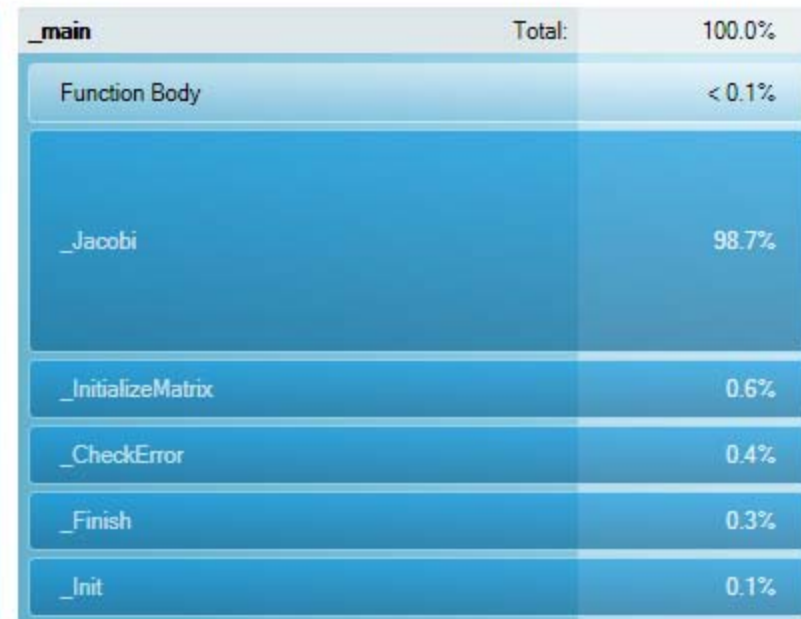 _main Total: 100.0%
Function Body < 0.1%
_Jacobi 98.7%
_InitializeMatrix 0.6%
_CheckError 0.4%
_Finish 0.3%
_Init 0.1%